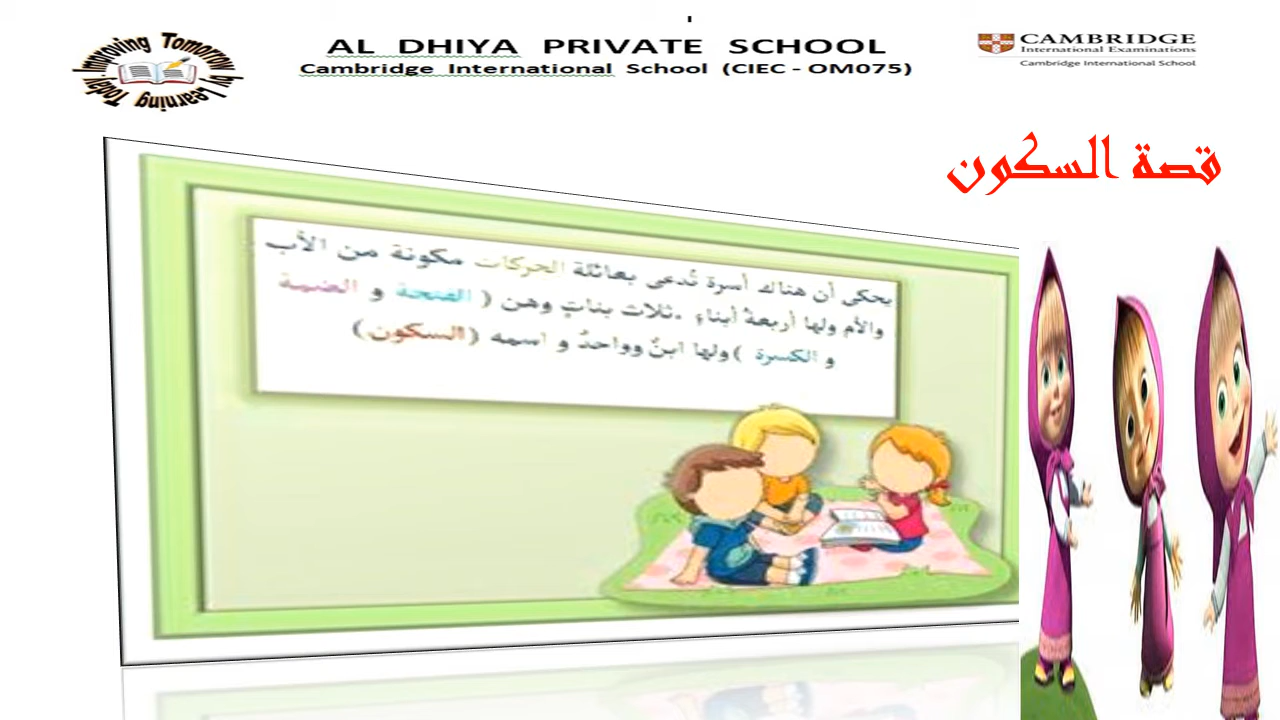 Improving Tomorrow by Learning Today
AL DHIYA PRIVATE SCHOOL
Cambridge International School (CIEC - OM075)
CAMBRIDGE
International Examinations
Cambridge International School
قصة السكون
يحكى أن هناك أسرة تُدعى بعائلة الحركات مكونة من الأب
والأم ولها أربعةُ أبناءٍ .ثلاث بناتٍ وهن ( الفتحة و الضمة
و الكسرة )ولها ابنٌ وواحدٌ و اسمه (السكون)